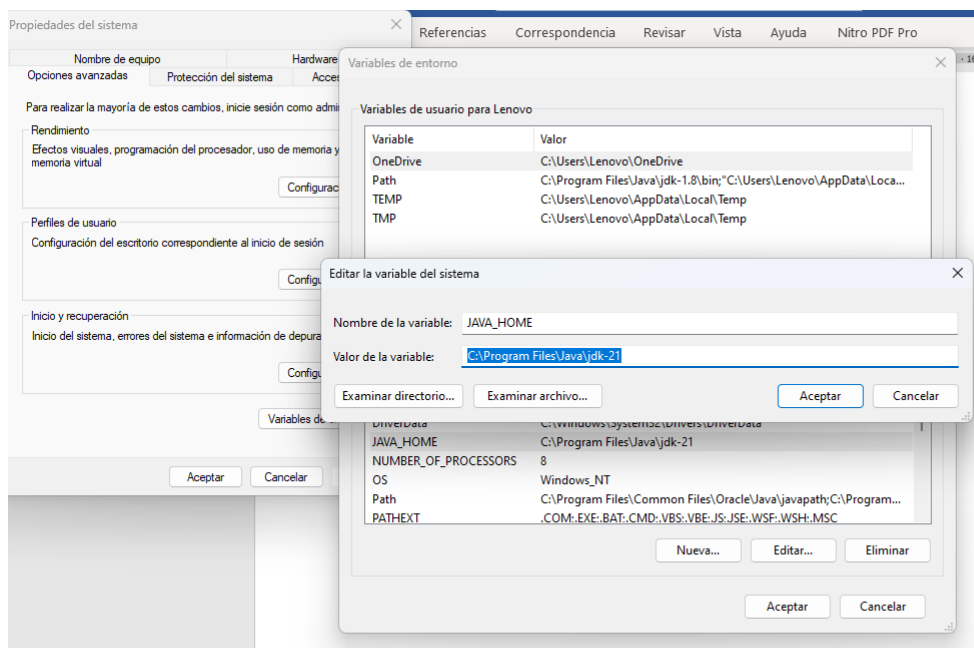 Propiedades del sistema
Nombre de equipo
Hardware
Opciones avanzadas
Protección del sistema
Para realizar la mayoría de estos cambios, inicie sesión como
Rendimiento
Efectos visuales, programación del procesador, uso de memoria y
memoria virtual
Perfiles de usuario
Configuración del escritorio correspondiente al inicio de sesión
Inicio y recuperación
Inicio del sistema, errores del sistema e información de
Variables de
Aceptar
Cancelar
Referencias
Correspondencia
Revisar
Vista
Ayuda
Nitro PDF Pro
Variables de entorno
Variables de usuario para Lenovo
Variable Valor
OneDrive C:\Users\Lenovo\OneDrive
Path C:\Program Files\Java\jdk-1.8\bin;"C:\Users\Lenovo\AppData\Loca...
TEMP C:\Users\Lenovo\AppData\Local\Temp
TMP C:\Users\Lenovo\AppData\Local\Temp
Editar la variable del sistema
Nombre de la variable: JAVA_HOME
Valor de la variable: C:\Program Files\Java\jdk-21
Examinar directorio...
Examinar archivo...
Aceptar
Cancelar
DriverData C:\Windows\System32\Drivers\DriverData
JAVA_HOME C:\Program Files\Java\jdk-21
NUMBER_OF_PROCESSORS 8
OS Windows_NT
Path C:\Program Files\Common Files\Oracle\Java\javapath;C:\Program...
PATHEXT .COM;.EXE;.BAT;.CMD;.VBS;.VBE;.JS;.JSE;.WSF;.WSH;.MSC
Nueva...
Editar...
Eliminar
Aceptar
Cancelar